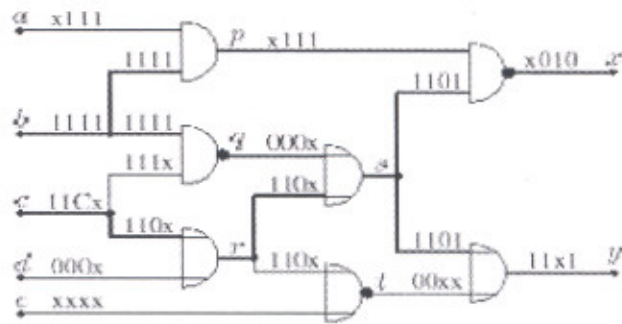 a x111
p x111
1111
x010 x
1101
b 1111 1111
q 000x
111x
s
110x
c 11Cx
110x
r
1101
110x
11x1 y
d 000x
l 00xx
e xxxx